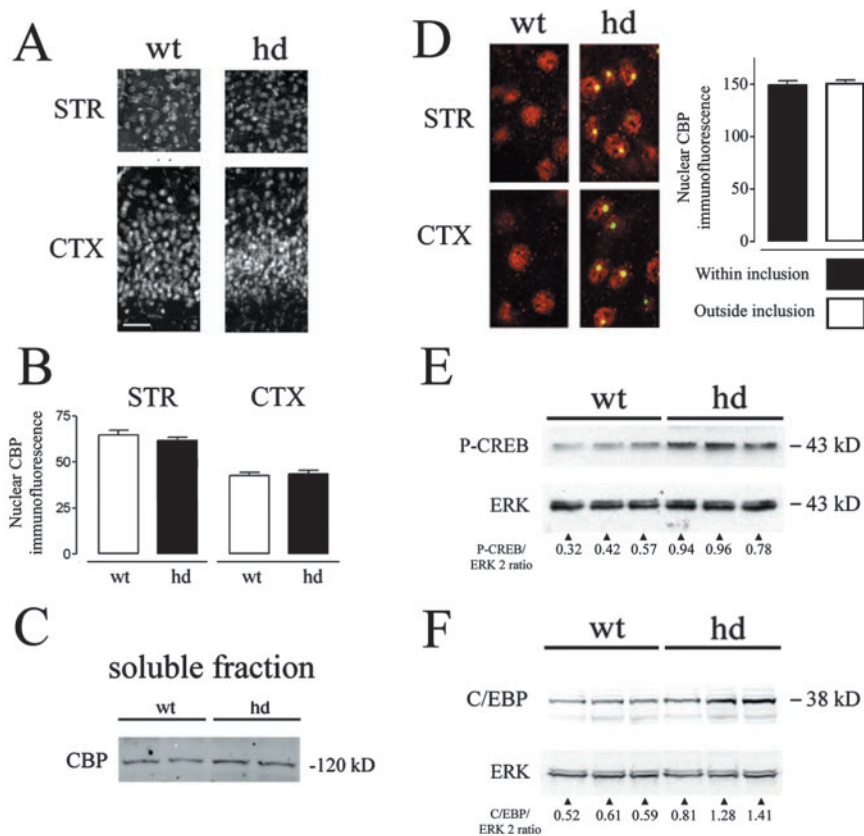 A
wt hd
STR
CTX
B
STR CTX
75
50
25
0
Nuclear CBP
immunofluorescence
wt hd wt hd
C
soluble fraction
wt hd
CBP
-120 kD
D
wt hd
STR
CTX
150
100
50
0
Nuclear CBP
immunofluorescence
Within inclusion
Outside inclusion
E
wt hd
P-CREB – 43 kD
ERK – 43 kD
P-CREB/
ERK 2 ratio
0.32 0.42 0.57 0.94 0.96 0.78
F
wt hd
C/EBP – 38 kD
ERK
C/EBP/
ERK 2 ratio
0.52 0.61 0.59 0.81 1.28 1.41